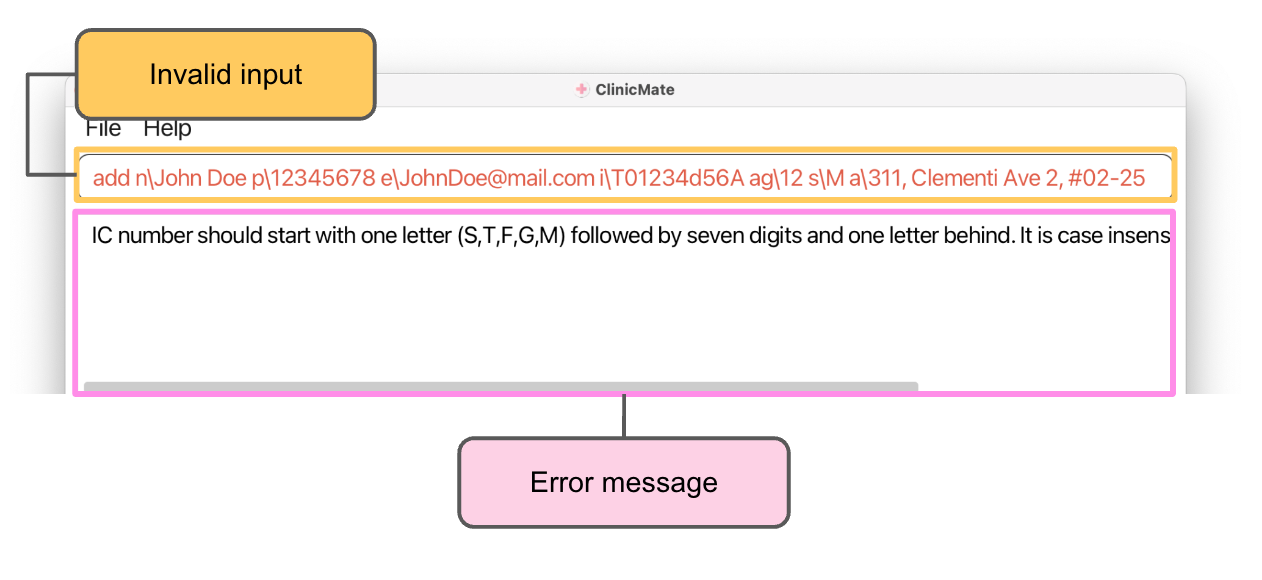 Invalid input
ClinicMate
File Help
add n\John Doe p\12345678 e\JohnDoe@mail.com i\T01234d56A ag\12 s\M a\311, Clementi Ave 2, #02-25
IC number should start with one letter (S,T,F,G,M) followed by seven digits and one letter behind. It is case insens
Error message